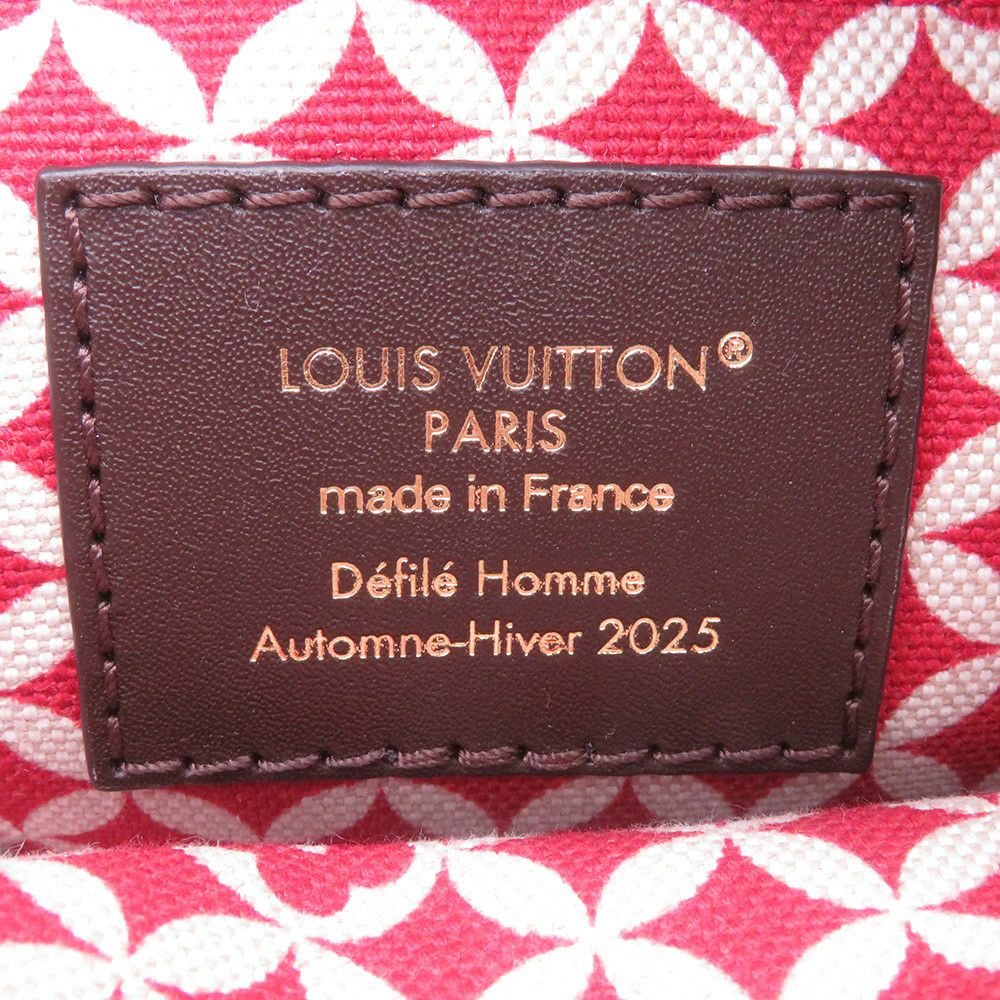 LOUIS VUITTON®
PARIS
made in France
Défilé Homme
Automne-Hiver 2025